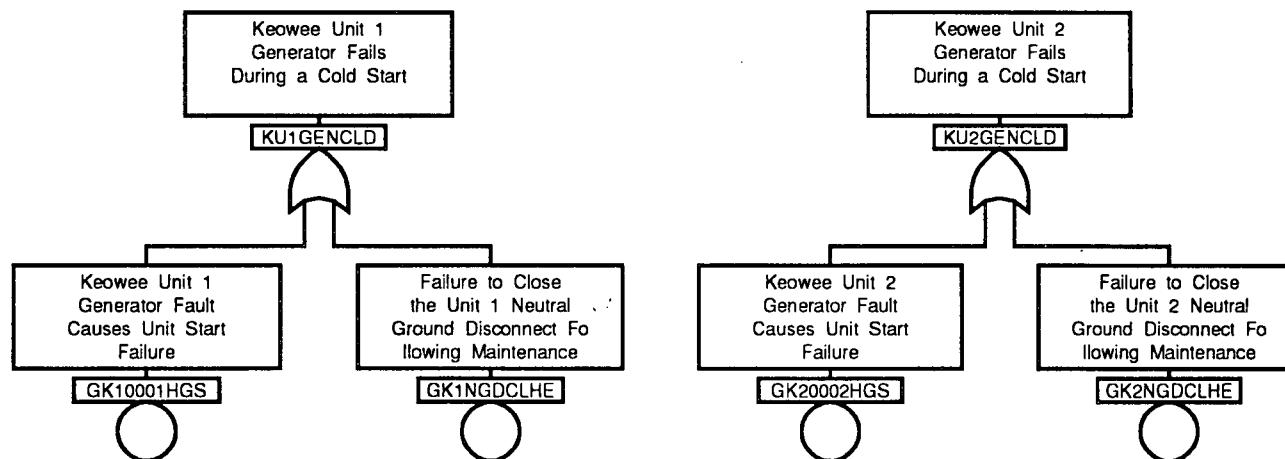 Keowee Unit 1
Generator Fails
During a Cold Start
KU1GENCLD
Keowee Unit 1
Generator Fault
Causes Unit Start
Failure
GK10001HGS
Failure to Close
the Unit 1 Neutral
Ground Disconnect Fo
llowing Maintenance
GK1NGDCLHE
Keowee Unit 2
Generator Fails
During a Cold Start
KU2GENCLD
Keowee Unit 2
Generator Fault
Causes Unit Start
Failure
GK20002HGS
Failure to Close
the Unit 2 Neutral
Ground Disconnect Fo
llowing Maintenance
GK2NGDCLHE